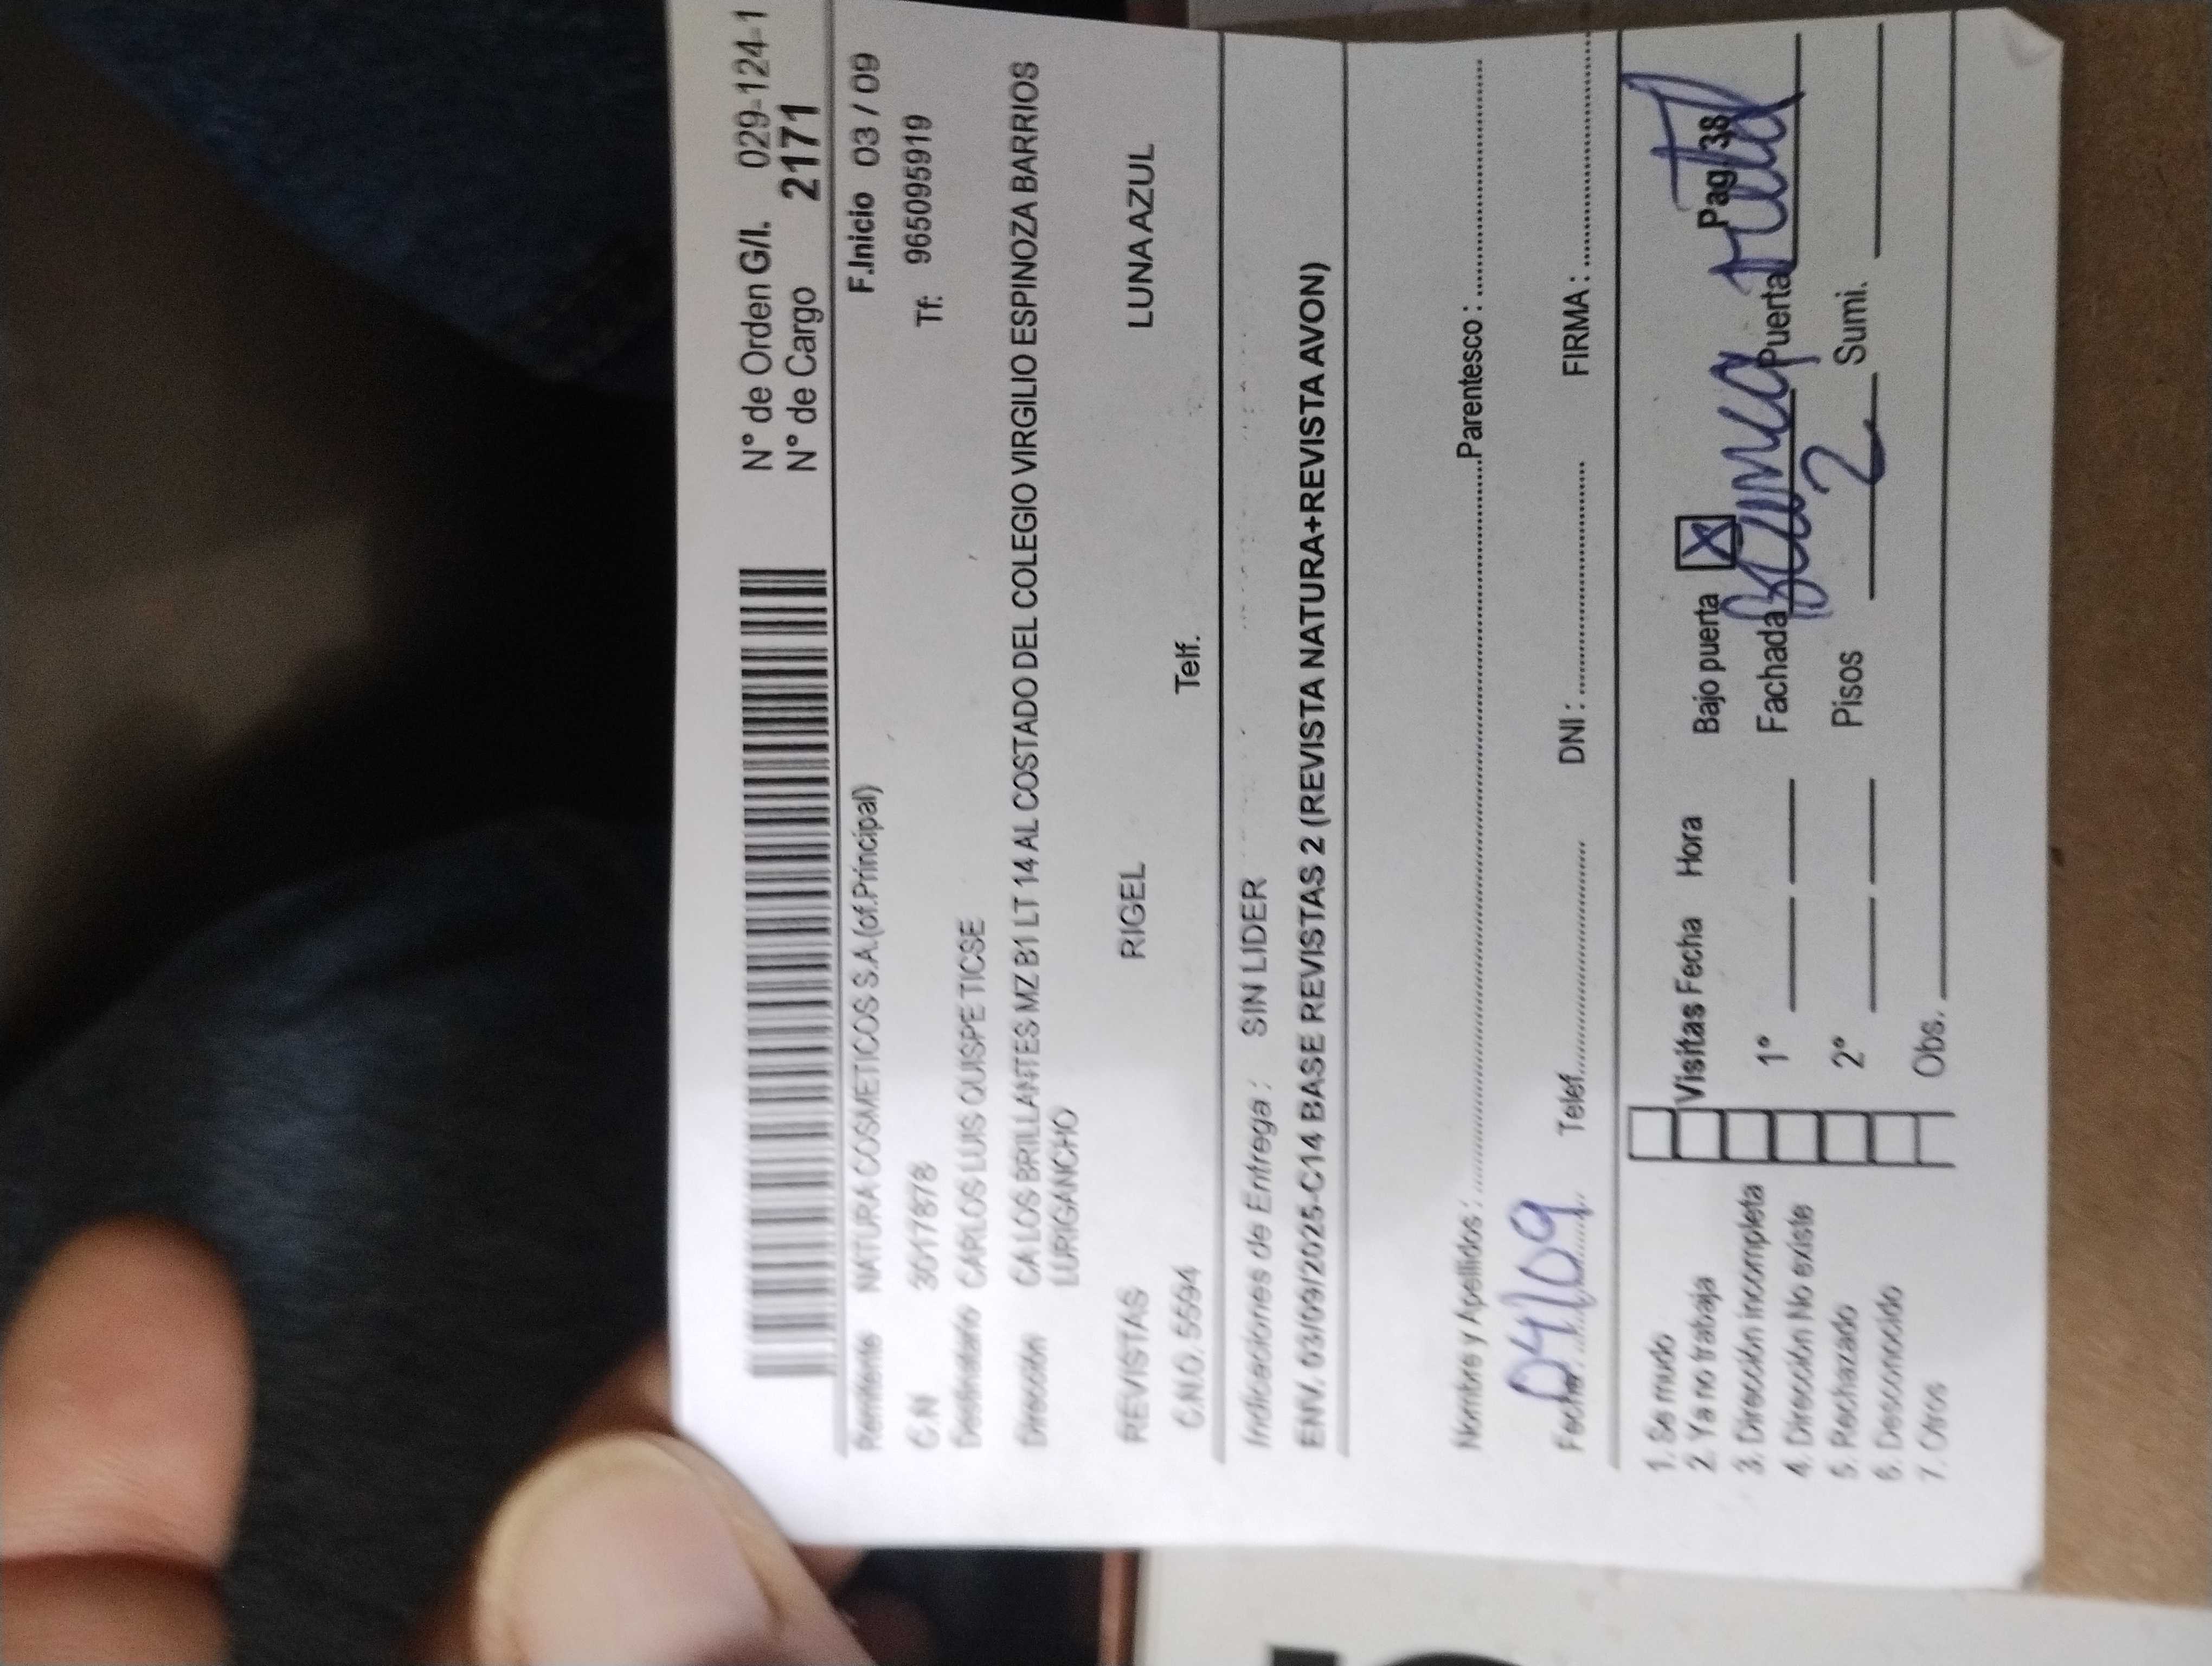 N° de Orden G/I. 029-124-1
N° de Cargo 2171
Remitente NATURA COSMETICOS S.A.(of.Principal) F.Inicio 03 / 09
C.N 30178878 Tf: 965095919
Destinatario CARLOS LUIS QUISPE TICSE
Dirección CA LOS BRILLANTES MZ B1 LT 14 AL COSTADO DEL COLEGIO VIRGILIO ESPINOZA BARRIOS
LURIGANCHO
REVISTAS RIGEL LUNA AZUL
C.N.O. 5594 Telf.
Indicaciones de Entrega : SIN LIDER
ENV. 03/09/2025-C14 BASE REVISTAS 2 (REVISTA NATURA+REVISTA AVON)
Nombre y Apellidos : Parentesco :
Fecha: 04/09 Telef. DNI : FIRMA :
1. Se mudo
2. Ya no trabaja
3. Dirección incompleta
4. Dirección No existe
5. Rechazado
6. Desconocido
7. Otros
Visitas Fecha Hora Bajo puerta X Pag 38
1° Fachada Blanca Puerta
2° Pisos 2 Sumi.
Obs.